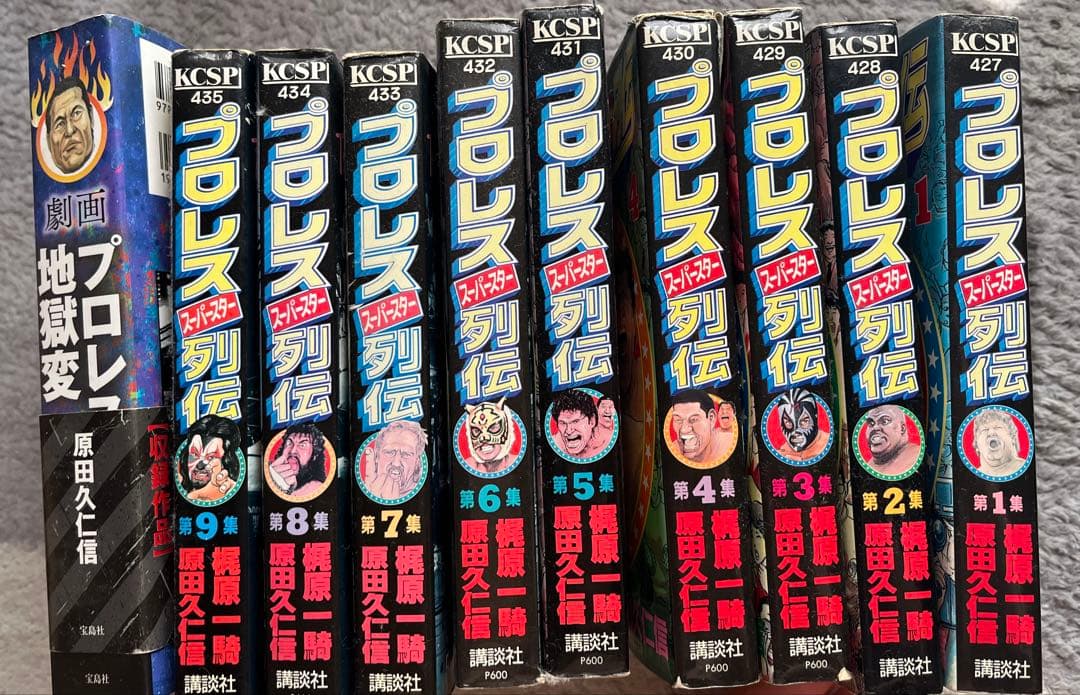 劇画
プロレス
地獄変
【収録作品】
原田久仁信
宝島社
宝島社
KCSP
435
プロレス
スーパースター
列伝
第9集
梶原一騎
原田久仁信
講談社
KCSP
434
プロレス
スーパースター
列伝
第8集
梶原一騎
原田久仁信
講談社
KCSP
433
プロレス
スーパースター
列伝
第7集
梶原一騎
原田久仁信
講談社
KCSP
432
プロレス
スーパースター
列伝
第6集
梶原一騎
原田久仁信
講談社
P600
KCSP
431
プロレス
スーパースター
列伝
第5集
梶原一騎
原田久仁信
講談社
P600
KCSP
430
プロレス
スーパースター
列伝
第4集
梶原一騎
原田久仁信
講談社
P600
KCSP
429
プロレス
スーパースター
列伝
第3集
梶原一騎
原田久仁信
講談社
P600
KCSP
428
プロレス
スーパースター
列伝
第2集
梶原一騎
原田久仁信
講談社
KCSP
427
プロレス
スーパースター
列伝
第1集
梶原一騎
原田久仁信
講談社
1